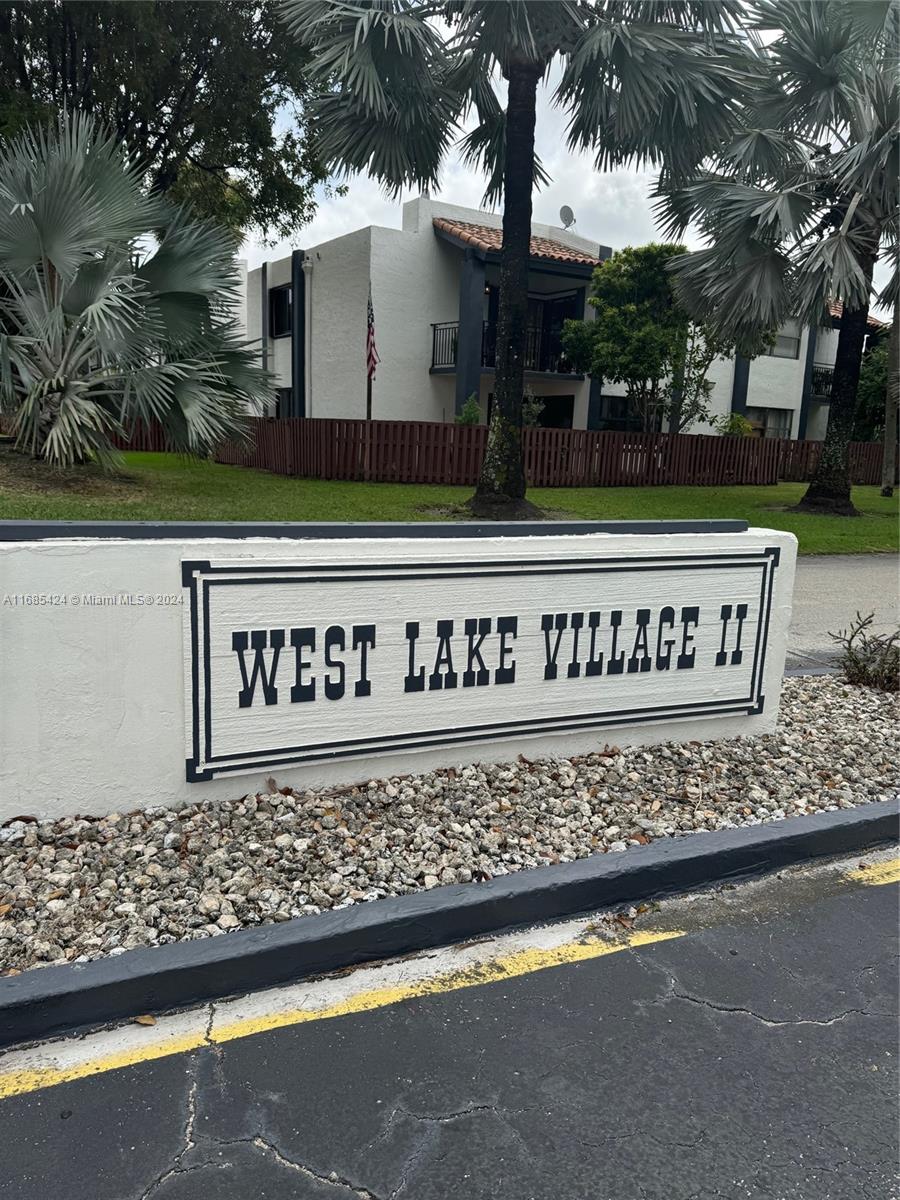 A11685424 © Miami MLS® 2024
WEST LAKE VILLAGE II